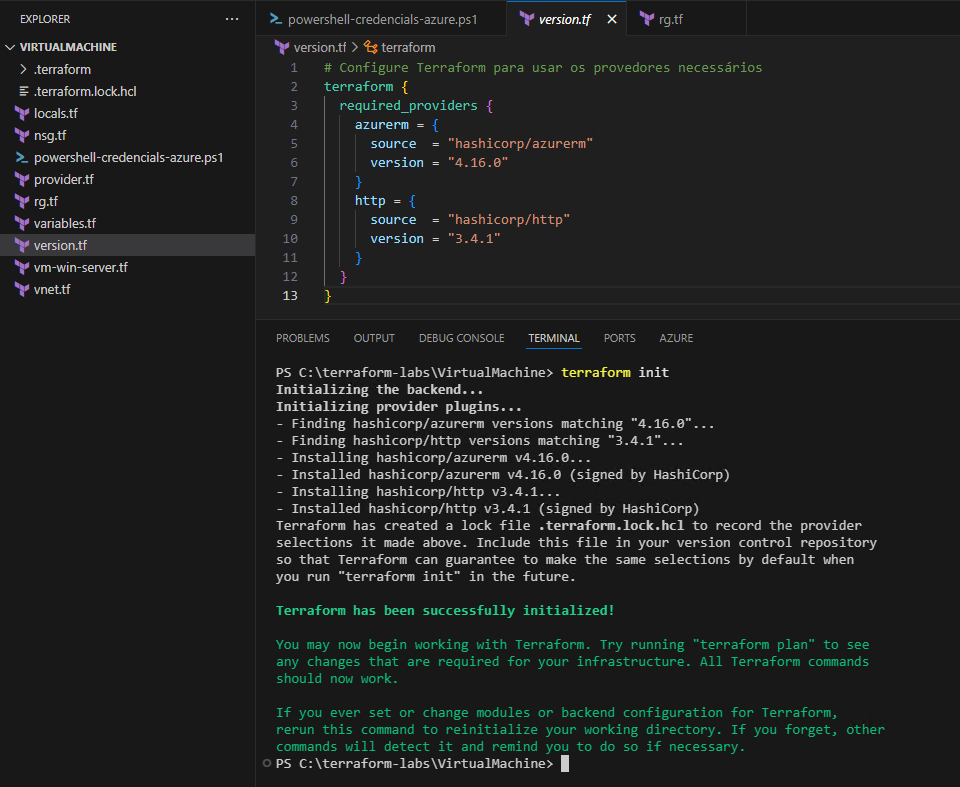 EXPLORER
VIRTUALMACHINE
.terraform
.terraform.lock.hcl
locals.tf
nsg.tf
powershell-credencials-azure.ps1
provider.tf
rg.tf
variables.tf
version.tf
vm-win-server.tf
vnet.tf
powershell-credencials-azure.ps1
version.tf
rg.tf
version.tf > terraform
1 # Configure Terraform para usar os provedores necessários
2 terraform {
3 required_providers {
4 azurerm = {
5 source = "hashicorp/azurerm"
6 version = "4.16.0"
7 }
8 http = {
9 source = "hashicorp/http"
10 version = "3.4.1"
11 }
12 }
13 }
PROBLEMS OUTPUT DEBUG CONSOLE TERMINAL PORTS AZURE
PS C:\terraform-labs\VirtualMachine> terraform init
Initializing the backend...
Initializing provider plugins...
- Finding hashicorp/azurerm versions matching "4.16.0"...
- Finding hashicorp/http versions matching "3.4.1"...
- Installing hashicorp/azurerm v4.16.0...
- Installed hashicorp/azurerm v4.16.0 (signed by HashiCorp)
- Installing hashicorp/http v3.4.1...
- Installed hashicorp/http v3.4.1 (signed by HashiCorp)
Terraform has created a lock file .terraform.lock.hcl to record the provider
selections it made above. Include this file in your version control repository
so that Terraform can guarantee to make the same selections by default when
you run "terraform init" in the future.
Terraform has been successfully initialized!
You may now begin working with Terraform. Try running "terraform plan" to see
any changes that are required for your infrastructure. All Terraform commands
should now work.
If you ever set or change modules or backend configuration for Terraform,
rerun this command to reinitialize your working directory. If you forget, other
commands will detect it and remind you to do so if necessary.
PS C:\terraform-labs\VirtualMachine>